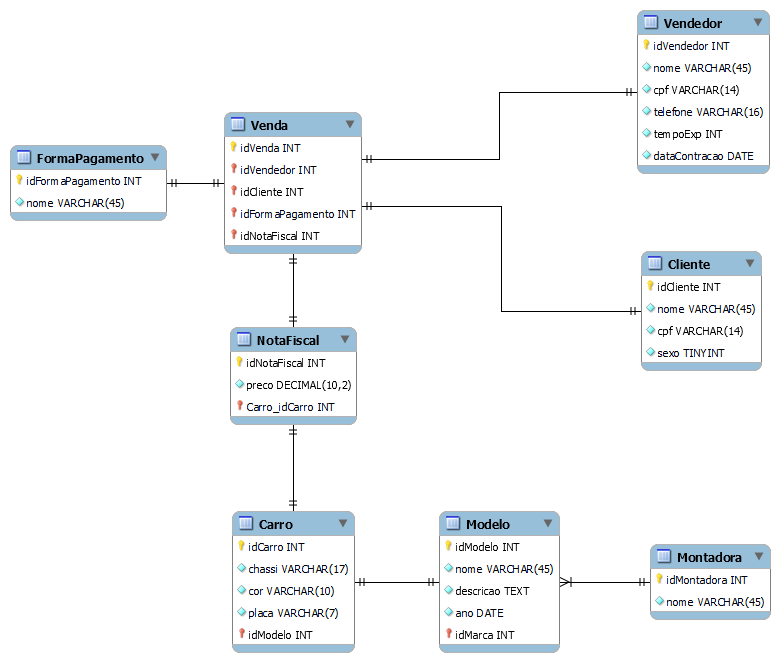 Vendedor
idVendedor INT
nome VARCHAR(45)
cpf VARCHAR(14)
telefone VARCHAR(16)
tempoExp INT
dataContracao DATE
Venda
idVenda INT
idVendedor INT
idCliente INT
idFormaPagamento INT
idNotaFiscal INT
FormaPagamento
idFormaPagamento INT
nome VARCHAR(45)
Cliente
idCliente INT
nome VARCHAR(45)
cpf VARCHAR(14)
sexo TINYINT
NotaFiscal
idNotaFiscal INT
preco DECIMAL(10,2)
Carro_idCarro INT
Carro
idCarro INT
chassi VARCHAR(17)
cor VARCHAR(10)
placa VARCHAR(7)
idModelo INT
Modelo
idModelo INT
nome VARCHAR(45)
descricao TEXT
ano DATE
idMarca INT
Montadora
idMontadora INT
nome VARCHAR(45)